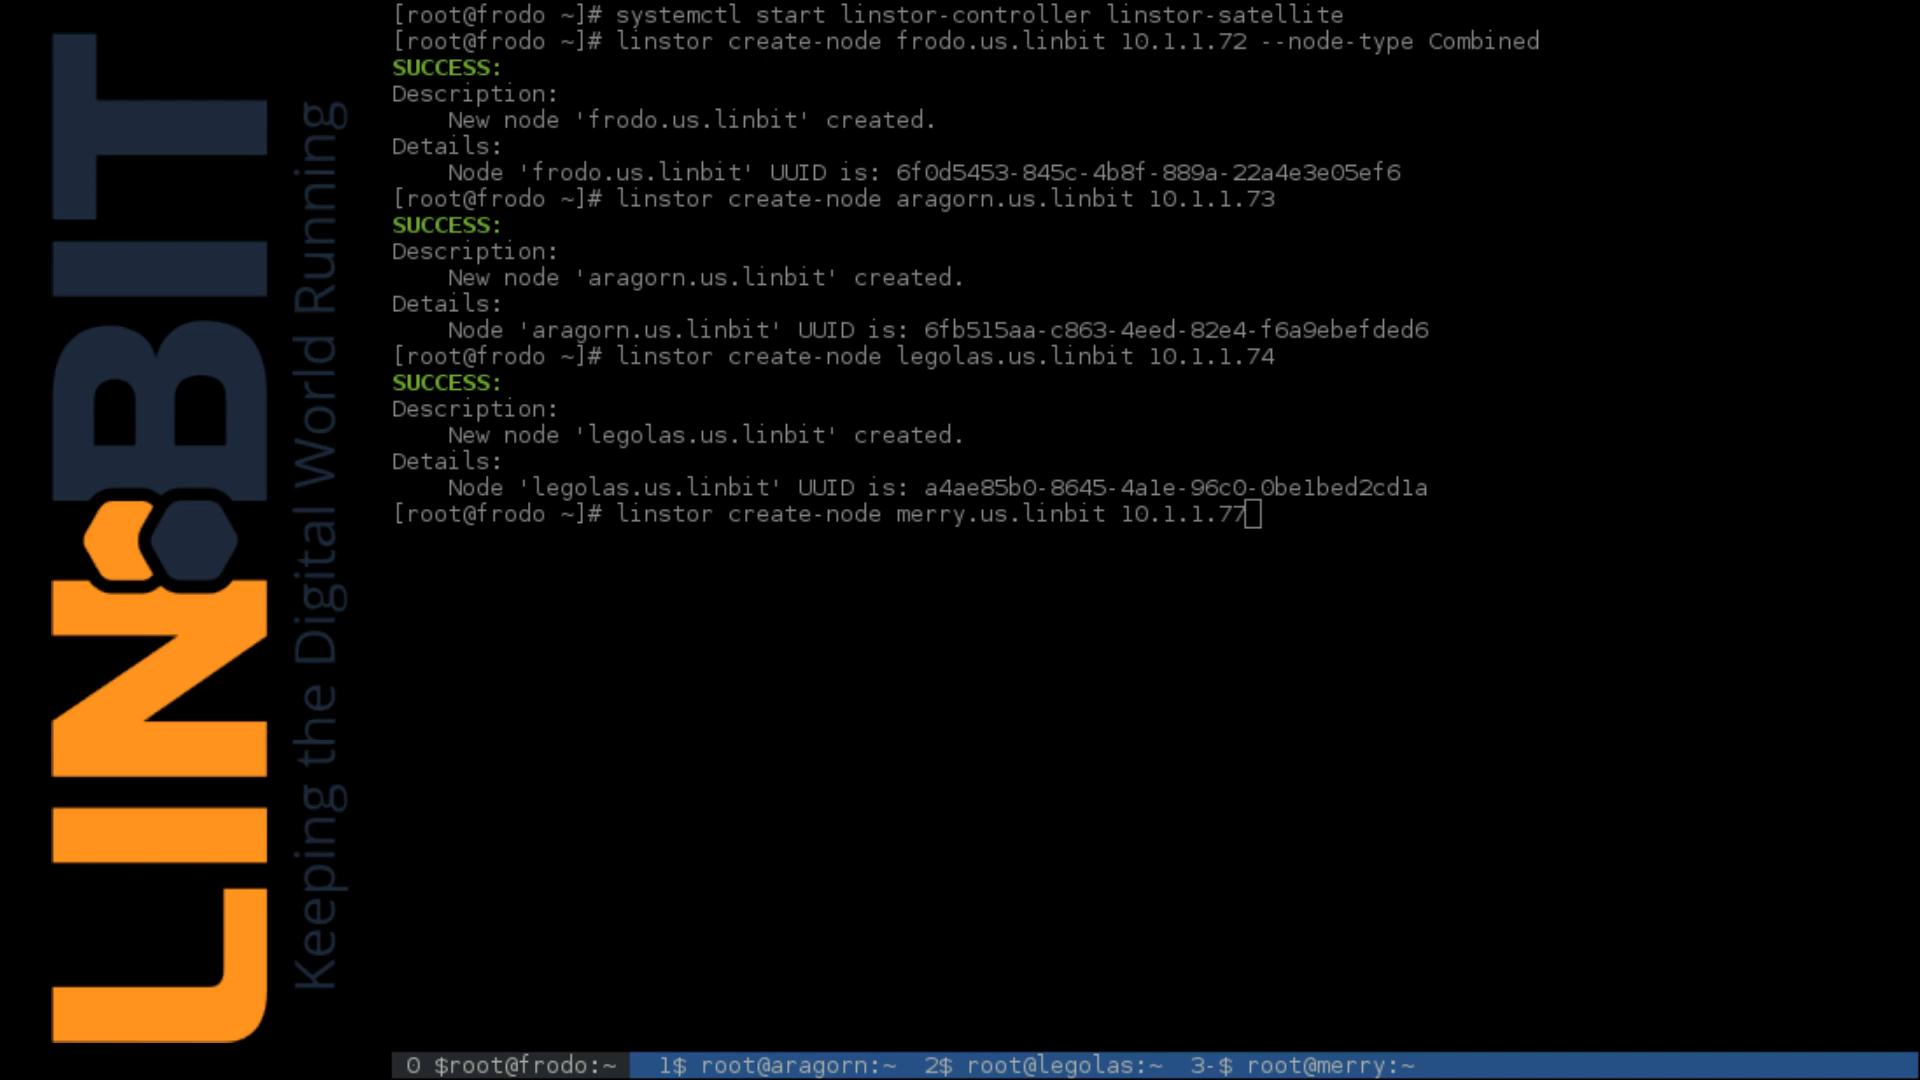 LINBIT
Keeping the Digital World Running
[root@frodo ~]# systemctl start linstor-controller linstor-satellite
[root@frodo ~]# linstor create-node frodo.us.linbit 10.1.1.72 --node-type Combined
SUCCESS:
Description:
    New node 'frodo.us.linbit' created.
Details:
    Node 'frodo.us.linbit' UUID is: 6f0d5453-845c-4b8f-889a-22a4e3e05ef6
[root@frodo ~]# linstor create-node aragorn.us.linbit 10.1.1.73
SUCCESS:
Description:
    New node 'aragorn.us.linbit' created.
Details:
    Node 'aragorn.us.linbit' UUID is: 6fb515aa-c863-4eed-82e4-f6a9ebefded6
[root@frodo ~]# linstor create-node legolas.us.linbit 10.1.1.74
SUCCESS:
Description:
    New node 'legolas.us.linbit' created.
Details:
    Node 'legolas.us.linbit' UUID is: a4ae85b0-8645-4a1e-96c0-0be1bed2cd1a
[root@frodo ~]# linstor create-node merry.us.linbit 10.1.1.77
0 $root@frodo:~  1$ root@aragorn:~  2$ root@legolas:~  3-$ root@merry:~